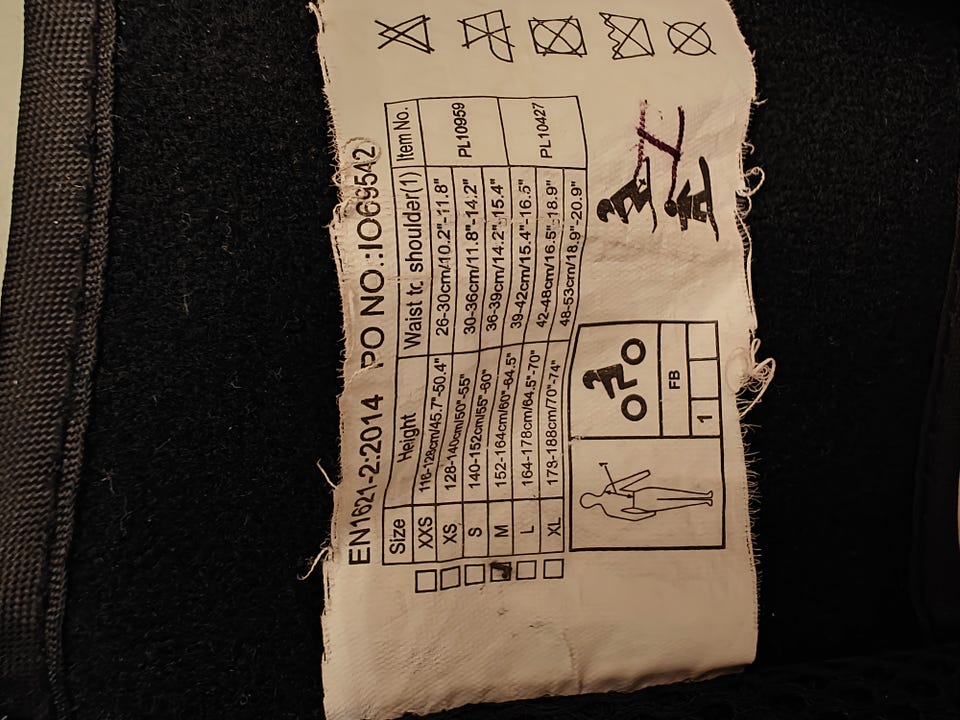 EN1621-2:2014 PO NO.:IO69542
Size Height Waist to shoulder(1) Item No.
XXS 116-128cm/45.7"-50.4" 26-30cm/10.2"-11.8"
XS 128-140cm/50"-55" 30-36cm/11.8"-14.2" PL10959
S 140-152cm/55"-60" 36-39cm/14.2"-15.4"
M 152-164cm/60"-64.5" 39-42cm/15.4"-16.5"
L 164-178cm/64.5"-70" 42-48cm/16.5"-18.9" PL10427
XL 178-188cm/70"-74" 48-53cm/18.9"-20.9"
FB
1